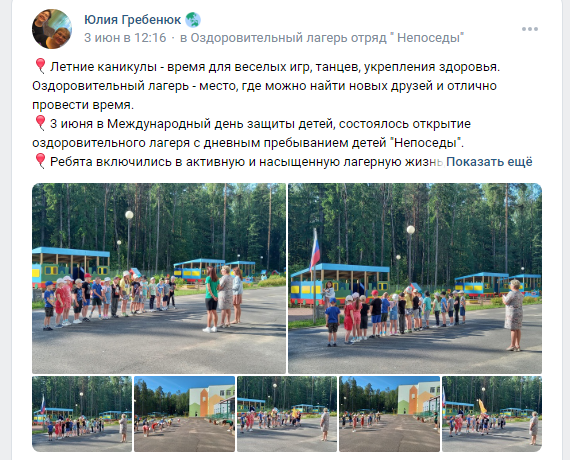 Юлия Гребенюк
3 июн в 12:16 · в Оздоровительный лагерь отряд " Непоседы"
Летние каникулы - время для веселых игр, танцев, укрепления здоровья.
Оздоровительный лагерь - место, где можно найти новых друзей и отлично
провести время.
3 июня в Международный день защиты детей, состоялось открытие
оздоровительного лагеря с дневным пребыванием детей "Непоседы".
Ребята включились в активную и насыщенную лагерную жизнь Показать ещё